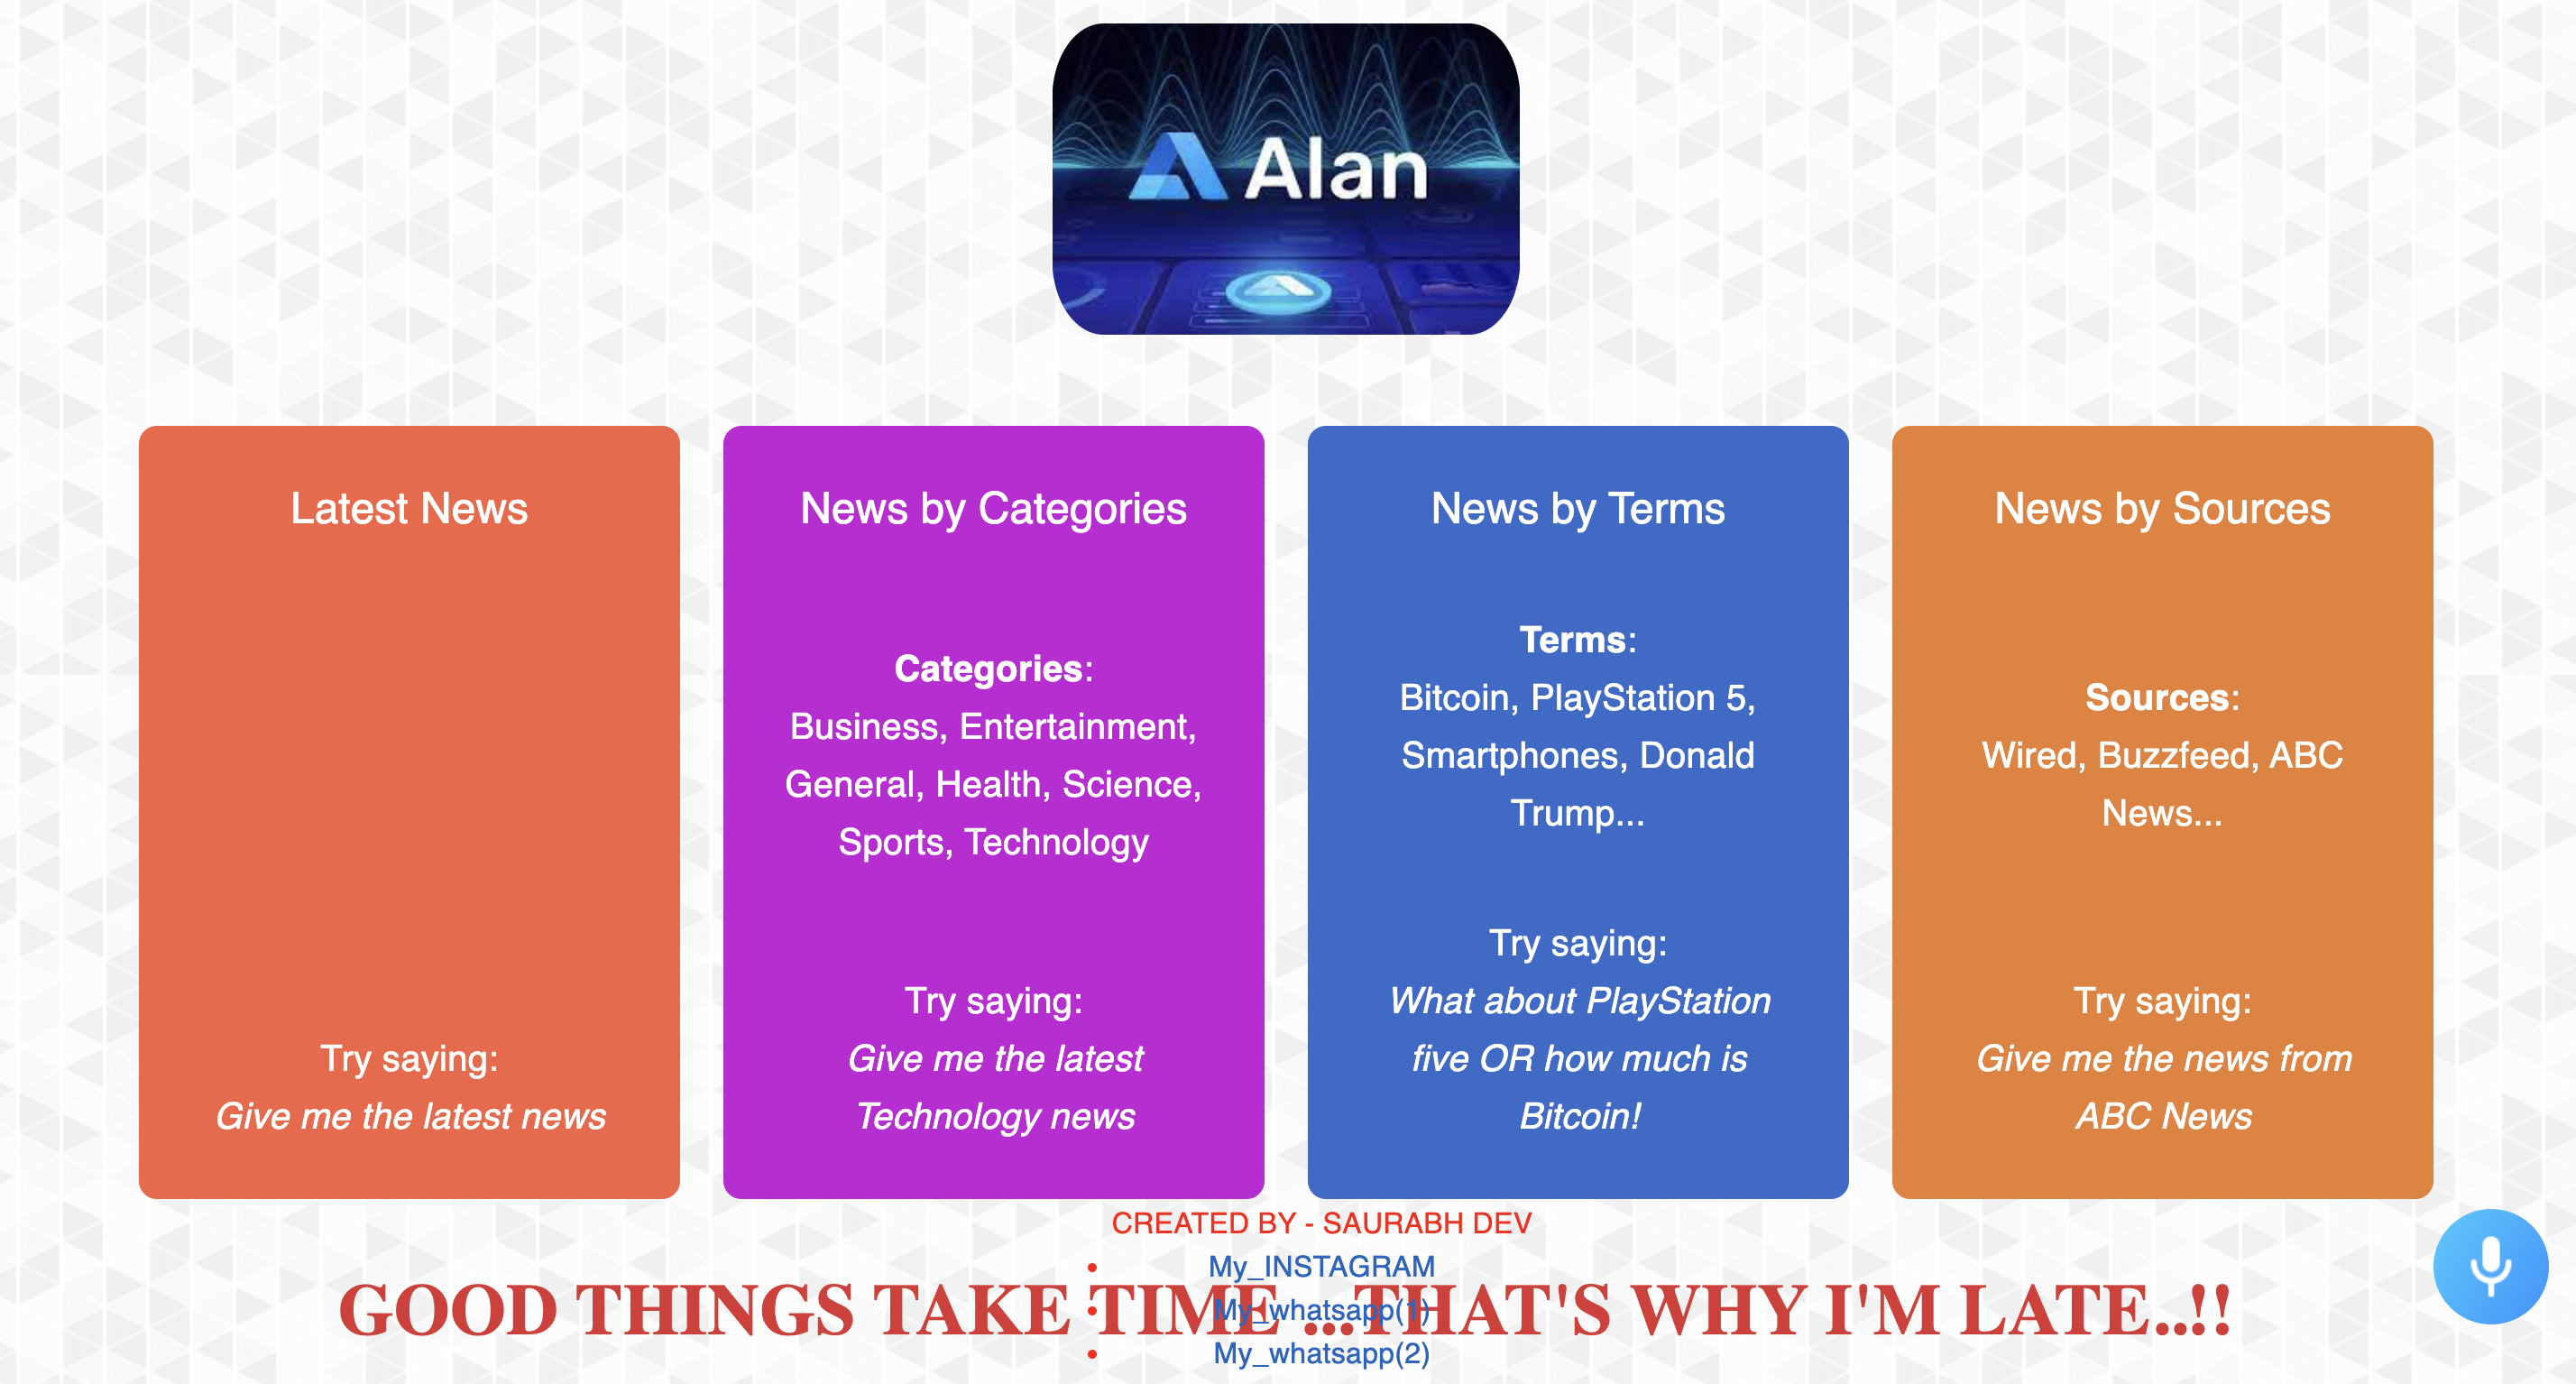 Alan
Latest News
Try saying:
Give me the latest news
News by Categories
Categories:
Business, Entertainment,
General, Health, Science,
Sports, Technology
Try saying:
Give me the latest
Technology news
News by Terms
Terms:
Bitcoin, PlayStation 5,
Smartphones, Donald
Trump...
Try saying:
What about PlayStation
five OR how much is
Bitcoin!
News by Sources
Sources:
Wired, Buzzfeed, ABC
News...
Try saying:
Give me the news from
ABC News
CREATED BY - SAURABH DEV
My_INSTAGRAM
GOOD THINGS TAKE TIME ...THAT'S WHY I'M LATE..!!
My_whatsapp(1)
My_whatsapp(2)